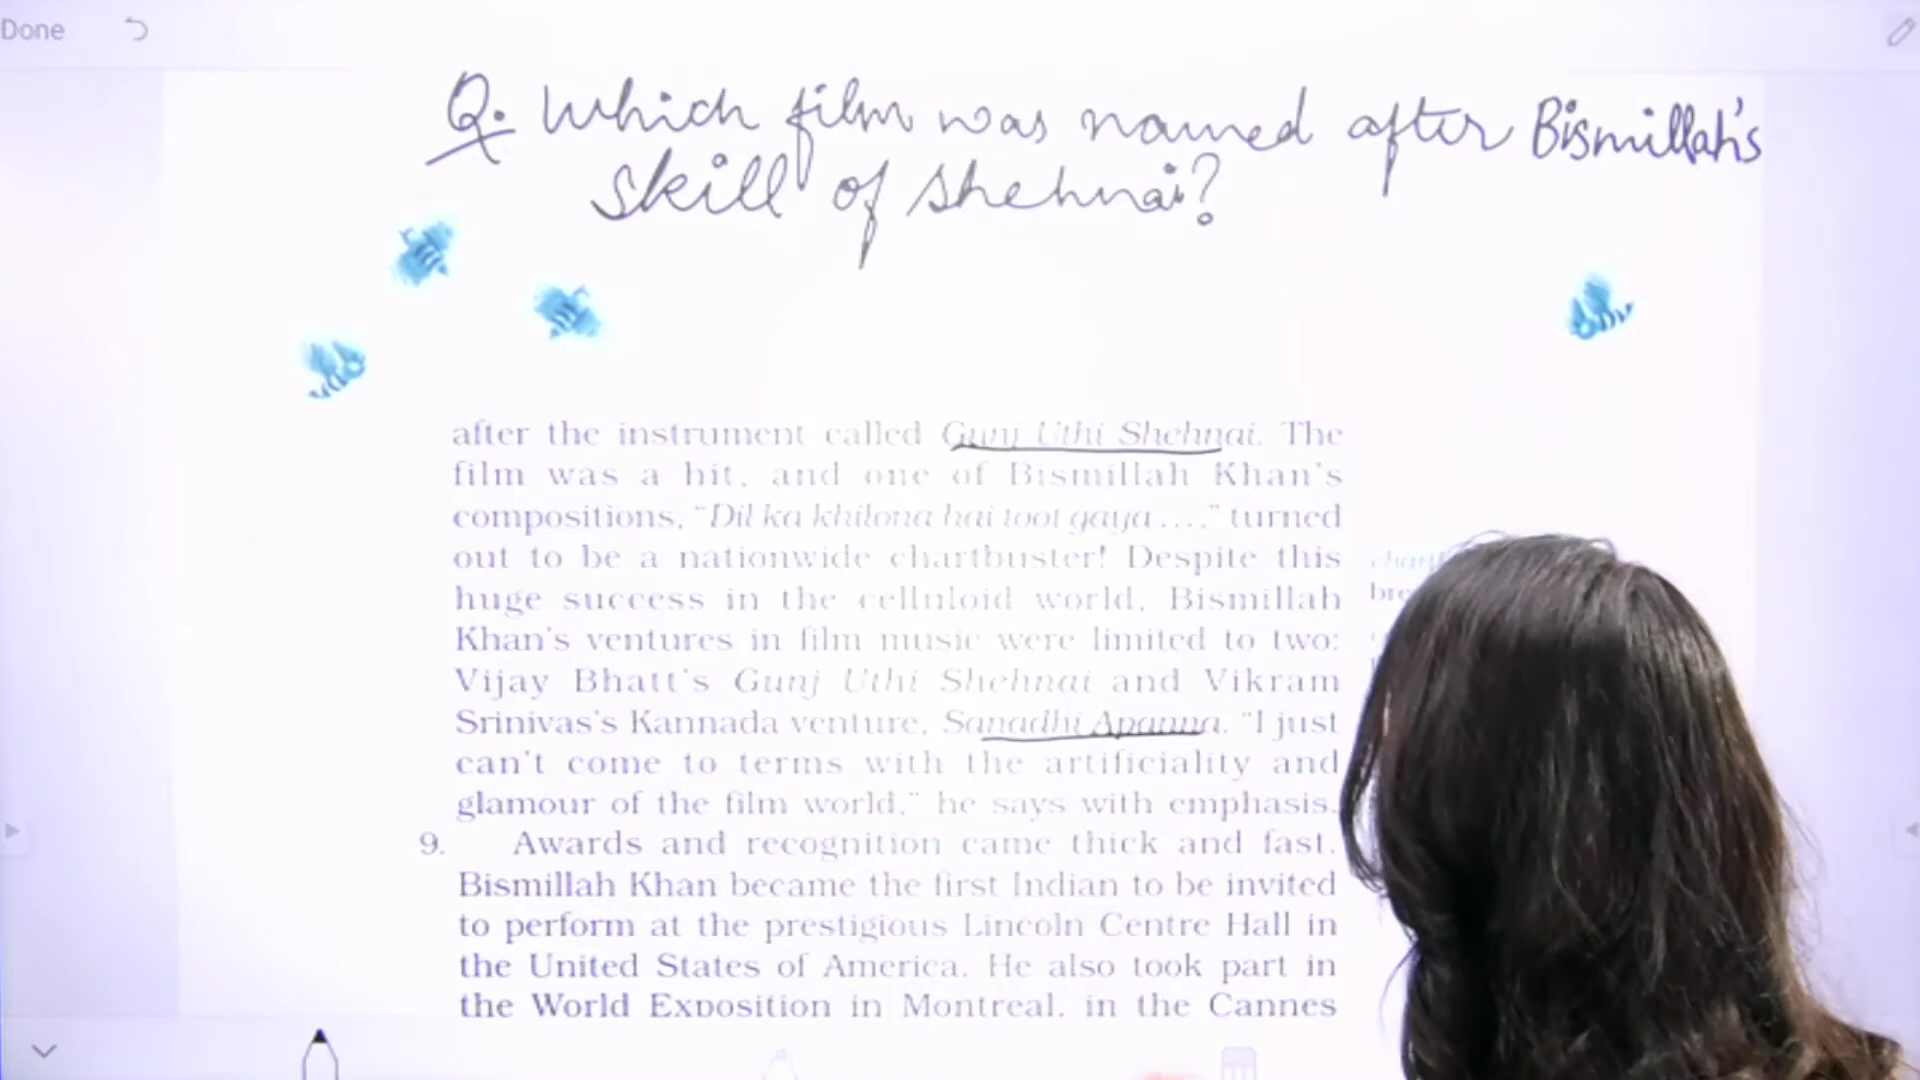 Done
Q. Which film was named after Bismillah's
skill of shehnai?
after the instrument called Gunj Uthi Shehnai. The
film was a hit, and one of Bismillah Khan's
compositions, “Dil ka khilona hai toot gaya ....,” turned
out to be a nationwide chartbuster! Despite this
huge success in the celluloid world, Bismillah
Khan's ventures in film music were limited to two:
Vijay Bhatt's Gunj Uthi Shehnai and Vikram
Srinivas's Kannada venture, Sanadhi Apanna. “I just
can't come to terms with the artificiality and
glamour of the film world,” he says with emphasis.
9. Awards and recognition came thick and fast.
Bismillah Khan became the first Indian to be invited
to perform at the prestigious Lincoln Centre Hall in
the United States of America. He also took part in
the World Exposition in Montreal, in the Cannes